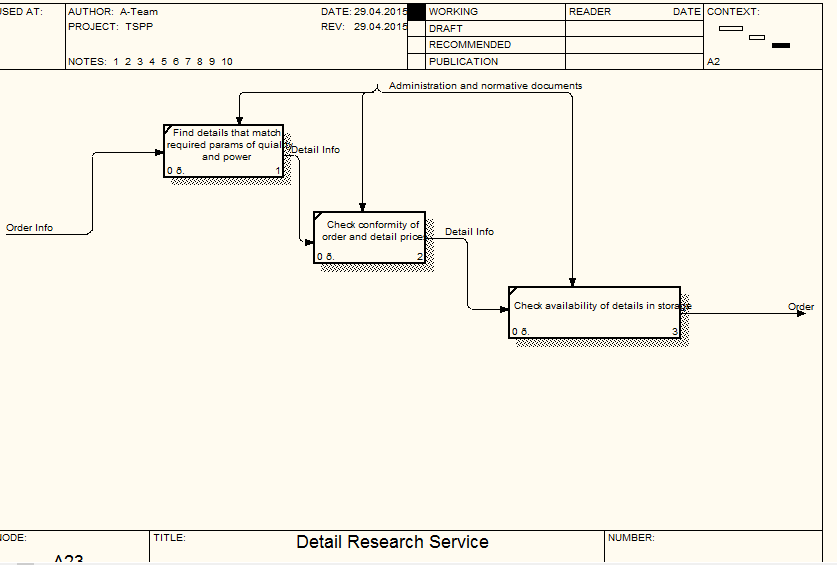 USED AT:
AUTHOR: A-Team
DATE: 29.04.2015
WORKING
READER
DATE
CONTEXT:
PROJECT: TSPP
REV: 29.04.2015
DRAFT
RECOMMENDED
NOTES: 1 2 3 4 5 6 7 8 9 10
PUBLICATION
A2
Administration and normative documents
Find details that match
required params of quiality
and power
0 б.
1
Detail Info
Order Info
Check conformity of
order and detail prices
0 б.
2
Detail Info
Check availability of details in storage
0 б.
3
Order
NODE:
A23
TITLE:
Detail Research Service
NUMBER: